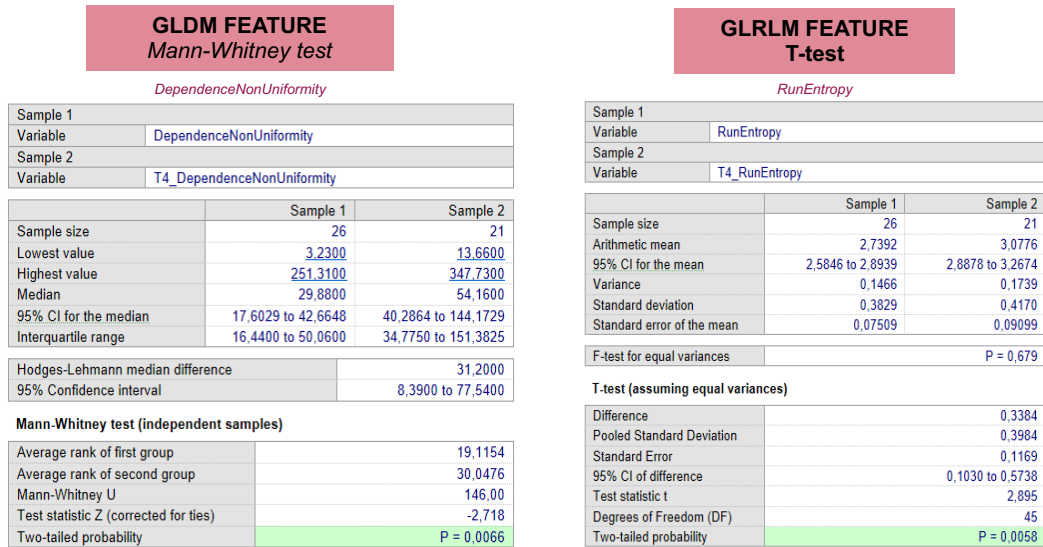 GLDM FEATURE
Mann-Whitney test
DependenceNonUniformity
Sample 1
Variable DependenceNonUniformity
Sample 2
Variable T4_DependenceNonUniformity
Sample 1 Sample 2
Sample size 26 21
Lowest value 3,2300 13,6600
Highest value 251,3100 347,7300
Median 29,8800 54,1600
95% CI for the median 17,6029 to 42,6648 40,2864 to 144,1729
Interquartile range 16,4400 to 50,0600 34,7750 to 151,3825
Hodges-Lehmann median difference 31,2000
95% Confidence interval 8,3900 to 77,5400
Mann-Whitney test (independent samples)
Average rank of first group 19,1154
Average rank of second group 30,0476
Mann-Whitney U 146,00
Test statistic Z (corrected for ties) -2,718
Two-tailed probability P = 0,0066
GLRLM FEATURE
T-test
RunEntropy
Sample 1
Variable RunEntropy
Sample 2
Variable T4_RunEntropy
Sample 1 Sample 2
Sample size 26 21
Arithmetic mean 2,7392 3,0776
95% CI for the mean 2,5846 to 2,8939 2,8878 to 3,2674
Variance 0,1466 0,1739
Standard deviation 0,3829 0,4170
Standard error of the mean 0,07509 0,09099
F-test for equal variances P = 0,679
T-test (assuming equal variances)
Difference 0,3384
Pooled Standard Deviation 0,3984
Standard Error 0,1169
95% CI of difference 0,1030 to 0,5738
Test statistic t 2,895
Degrees of Freedom (DF) 45
Two-tailed probability P = 0,0058